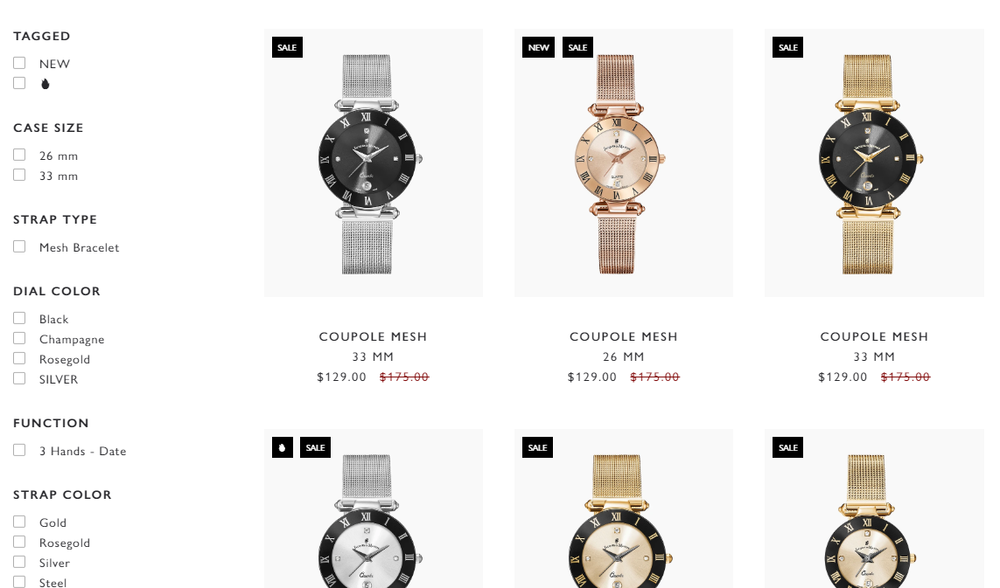 TAGGED
NEW
CASE SIZE
26 mm
33 mm
STRAP TYPE
Mesh Bracelet
DIAL COLOR
Black
Champagne
Rosegold
SILVER
FUNCTION
3 Hands - Date
STRAP COLOR
Gold
Rosegold
Silver
Steel
SALE
NEW SALE
SALE
COUPOLE MESH
33 MM
$129.00 $175.00
COUPOLE MESH
26 MM
$129.00 $175.00
COUPOLE MESH
33 MM
$129.00 $175.00
SALE
SALE
SALE